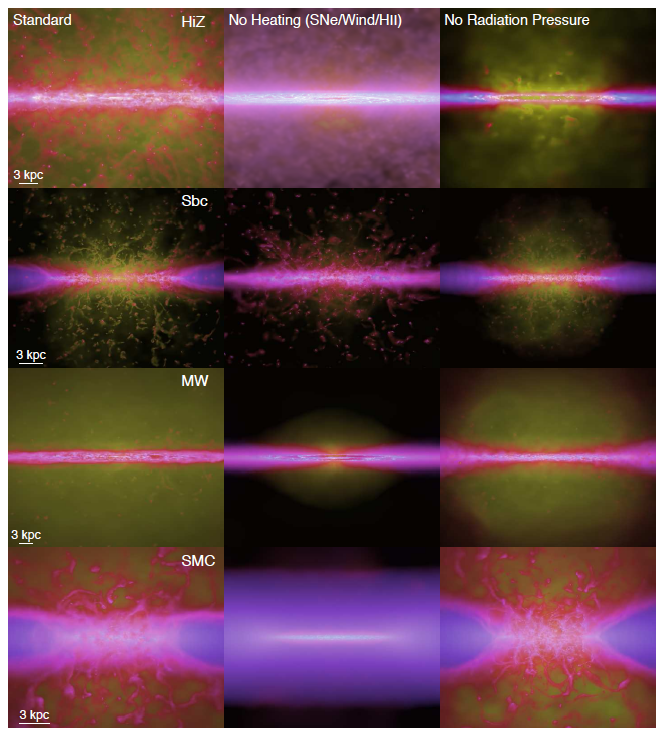 Standard
HiZ
No Heating (SNe/Wind/HII)
No Radiation Pressure
3 kpc
Sbc
3 kpc
MW
3 kpc
SMC
3 kpc